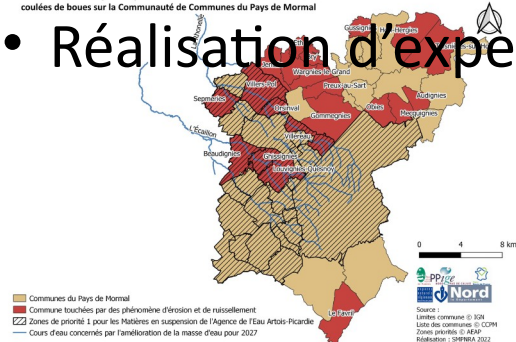 coulées de boues sur la Communauté de Communes du Pays de Mormal
• Réalisation d'expe
L'Écaillon
Villers-Pol
Sepmeries
Orsinval
Wargnies-le-Grand
Preux-au-Sart
Gommegnies
Obies
Mecquignies
Audignies
Villereau
Beaudignies
Ghissignies
Louvignies-Quesnoy
Le Favril
0 4 8 km
PPIge
Nord
Communes du Pays de Mormal
Commune touchées par des phénomène d'érosion et de ruissellement
Zones de priorité 1 pour les Matières en suspension de l'Agence de l'Eau Artois-Picardie
Cours d'eau concernés par l'amélioration de la masse d'eau pour 2027
Source :
Limites commune © IGN
Liste des communes © CCPM
Zones priorités © AEAP
Réalisation : SMPNRA 2022